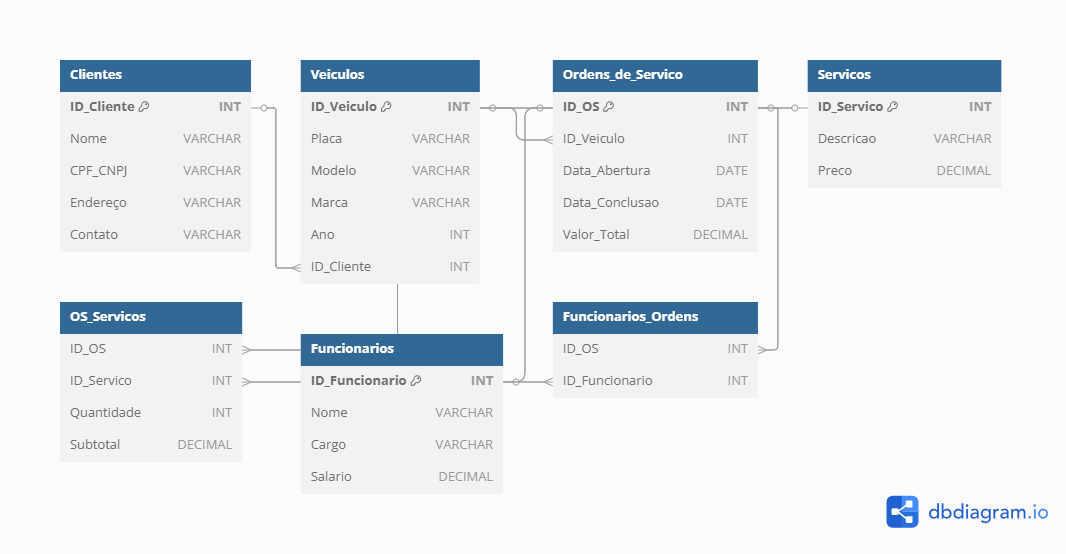 Clientes
ID_Cliente INT
Nome VARCHAR
CPF_CNPJ VARCHAR
Endereço VARCHAR
Contato VARCHAR
Veiculos
ID_Veiculo INT
Placa VARCHAR
Modelo VARCHAR
Marca VARCHAR
Ano INT
ID_Cliente INT
Ordens_de_Servico
ID_OS INT
ID_Veiculo INT
Data_Abertura DATE
Data_Conclusao DATE
Valor_Total DECIMAL
Servicos
ID_Servico INT
Descricao VARCHAR
Preco DECIMAL
OS_Servicos
ID_OS INT
ID_Servico INT
Quantidade INT
Subtotal DECIMAL
Funcionarios
ID_Funcionario INT
Nome VARCHAR
Cargo VARCHAR
Salario DECIMAL
Funcionarios_Ordens
ID_OS INT
ID_Funcionario INT
dbdiagram.io